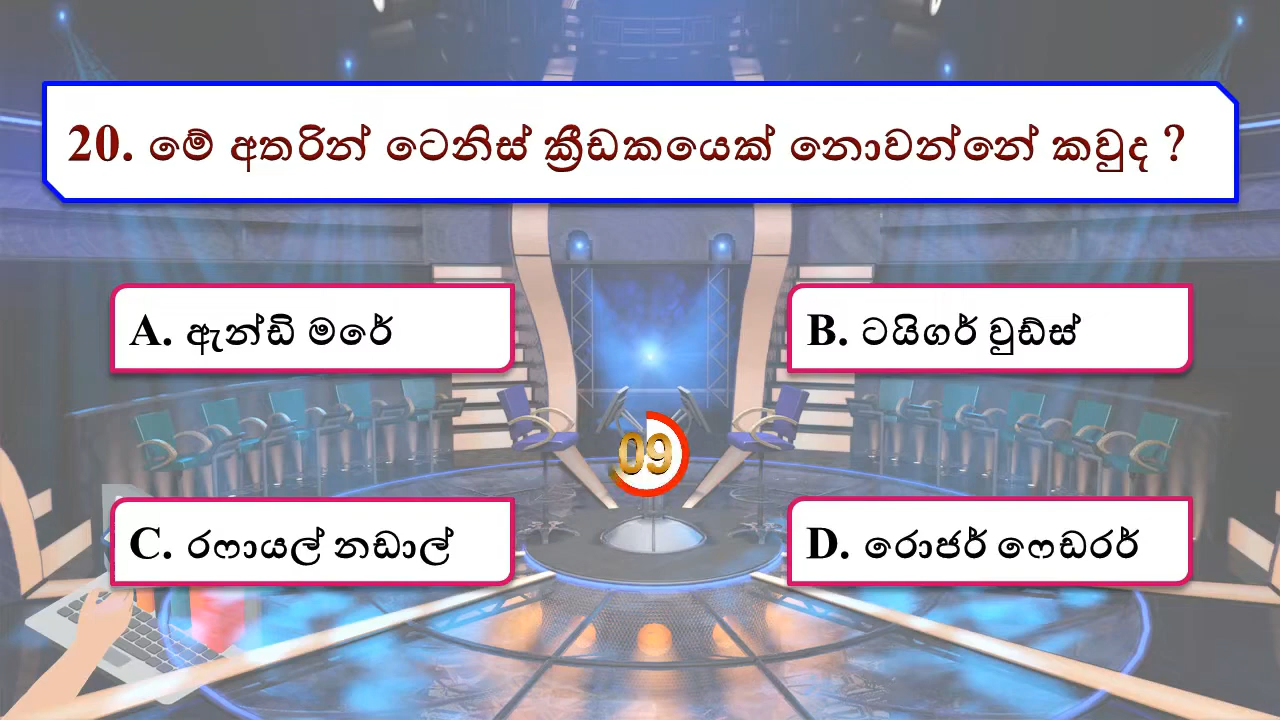 20. මේ අතරින් ටෙනිස් ක්‍රීඩකයෙක් නොවන්නේ කවුද ?
A. ඇන්ඩි මරේ
B. ටයිගර් වුඩ්ස්
09
C. රෆායල් නඩාල්
D. රොජර් ෆෙඩරර්